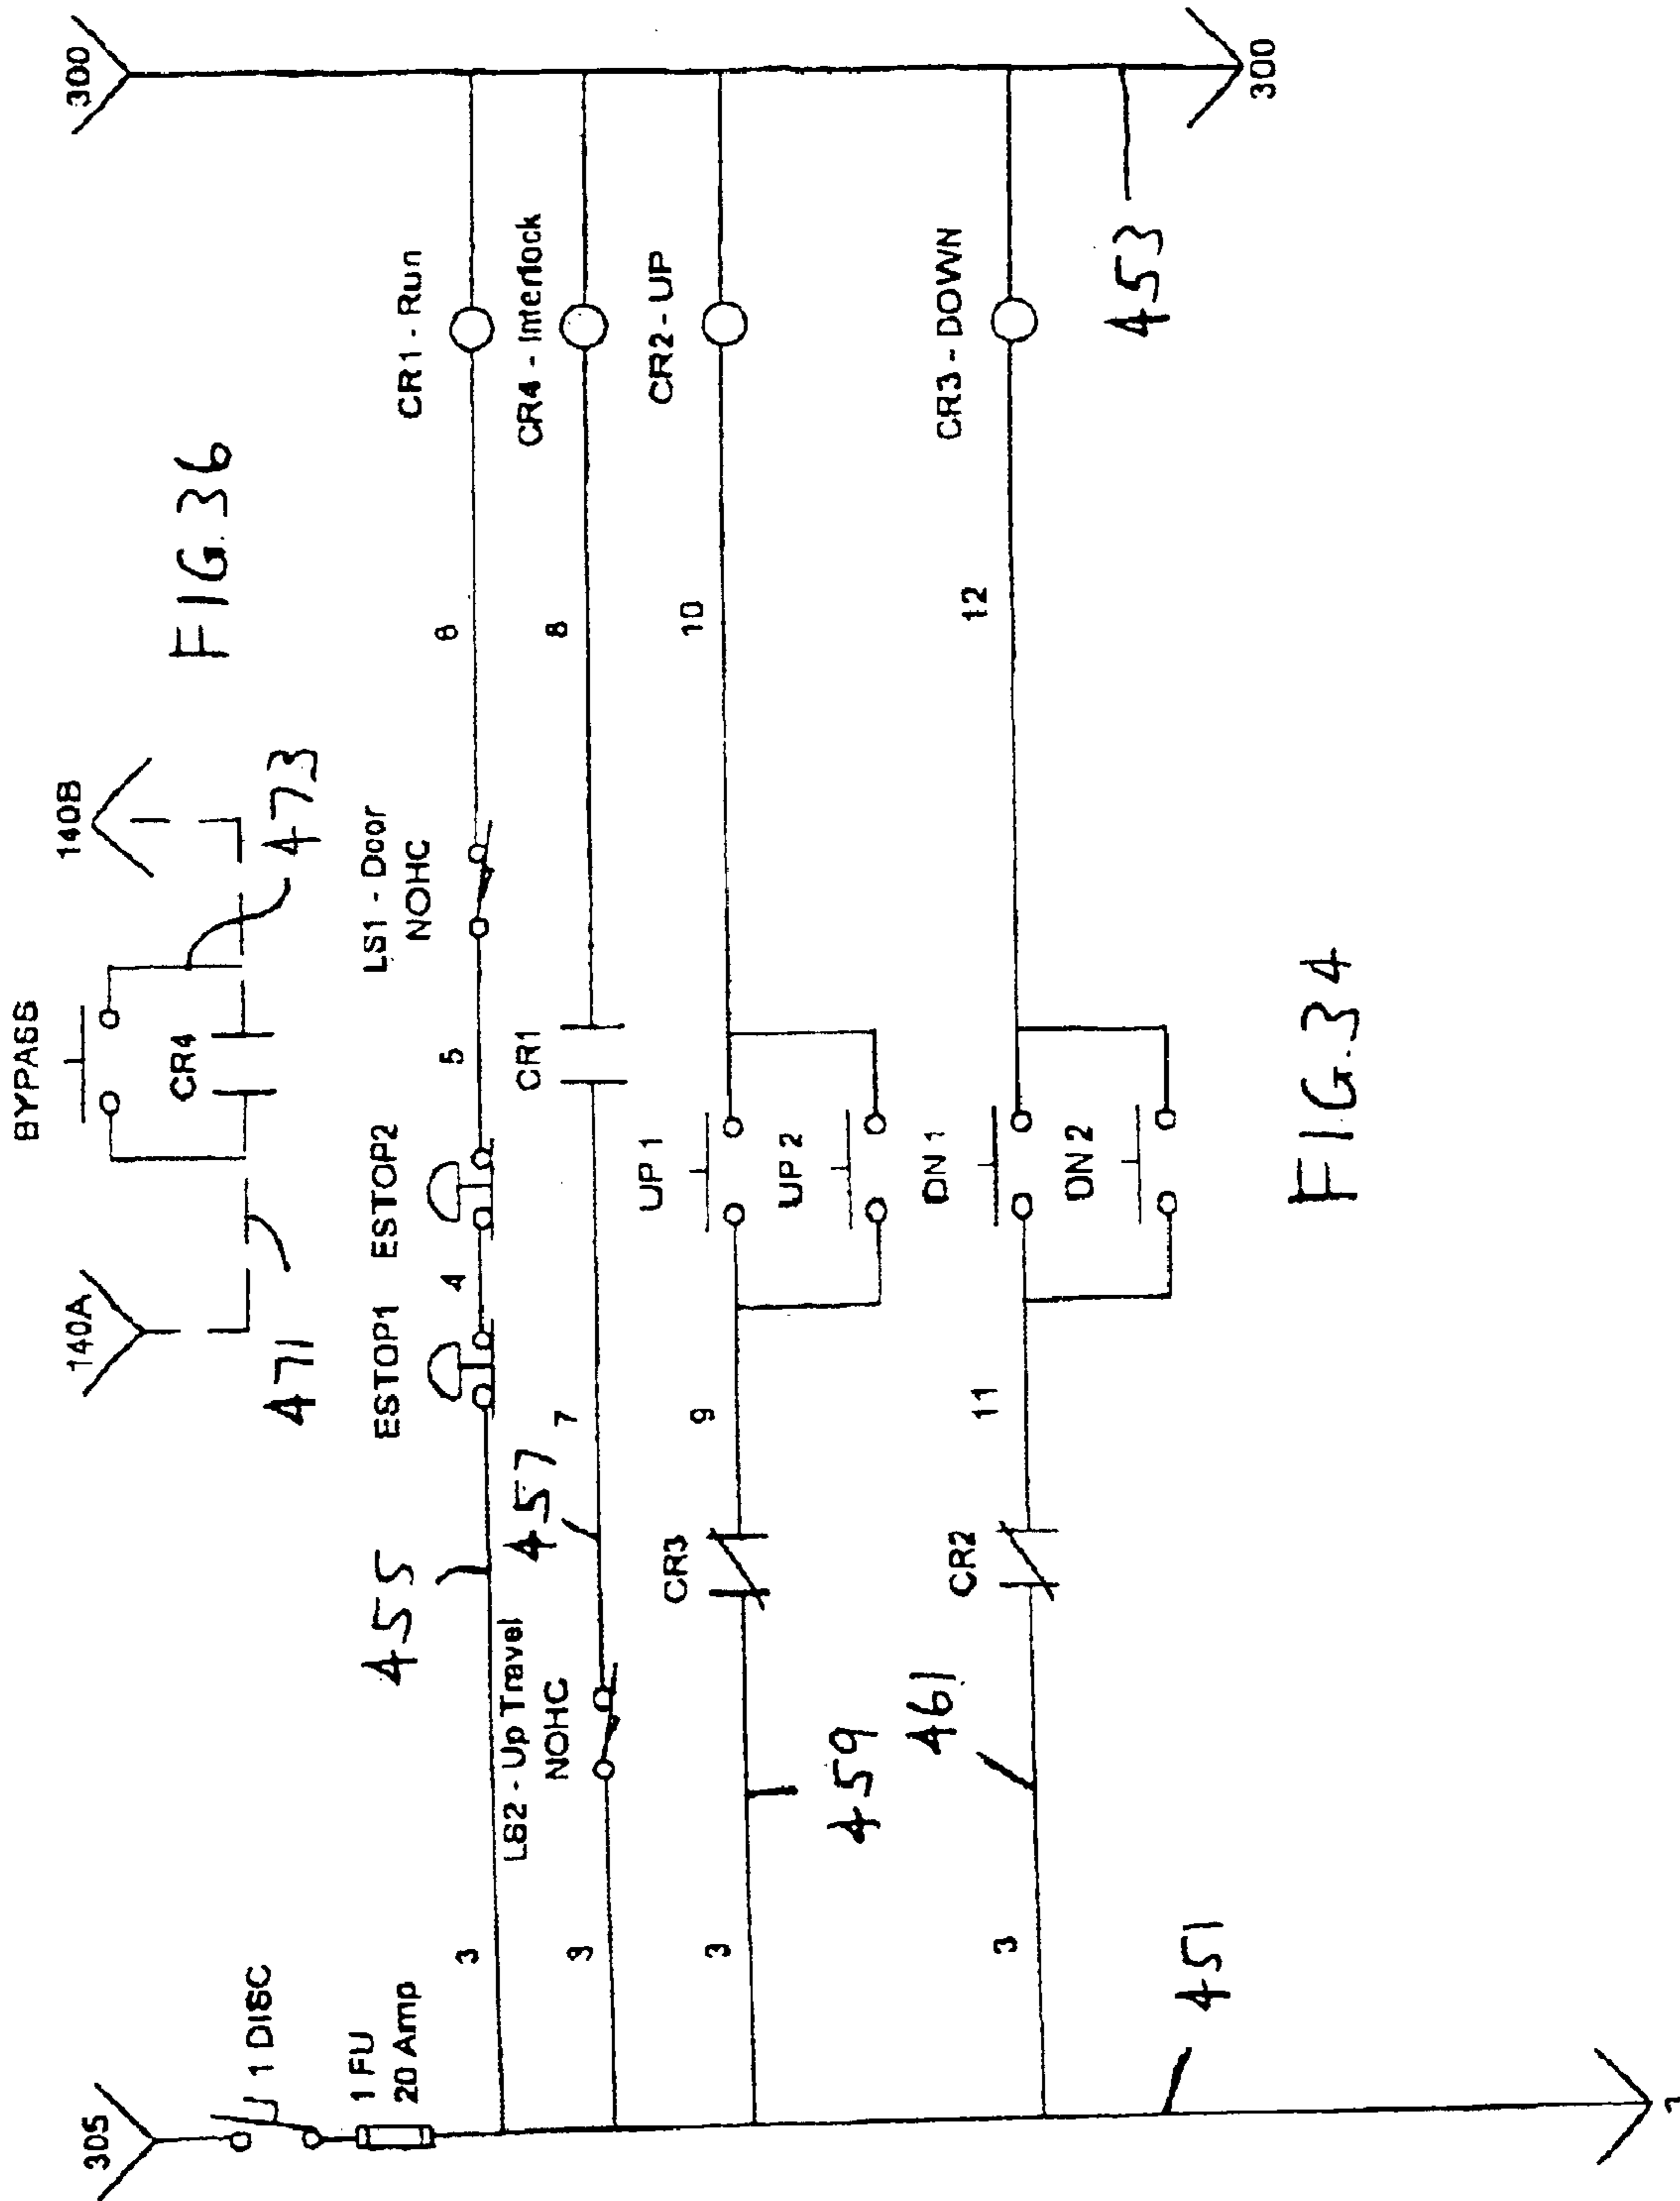 BYPASS
305
140A
140B
300
CR4
FIG.36
1 DISC
471
473
1 FU
20 Amp
ESTOP1
ESTOP2
LS1 - Door
NOHC
CR1 - Run
455
3
4
5
6
LS2 - Up Travel
NOHC
457
CR1
CR4 - Interlock
3
7
8
CR3
UP 1
CR2 - UP
3
9
10
UP 2
459
461
CR2
DN 1
CR3 - DOWN
3
11
12
DN 2
453
451
300
FIG.34